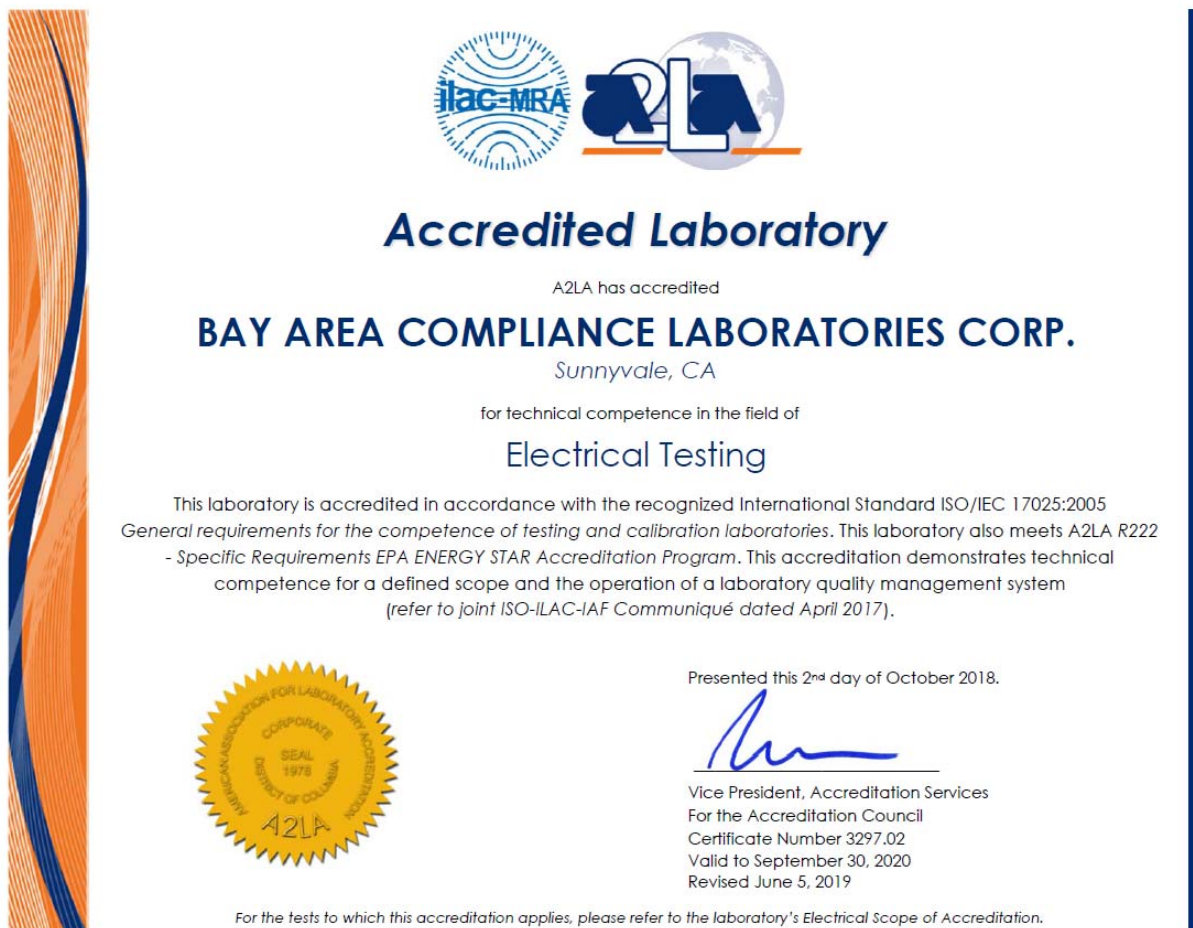 ilac-MRA
A2LA
Accredited Laboratory
A2LA has accredited
BAY AREA COMPLIANCE LABORATORIES CORP.
Sunnyvale, CA
for technical competence in the field of
Electrical Testing
This laboratory is accredited in accordance with the recognized International Standard ISO/IEC 17025:2005
General requirements for the competence of testing and calibration laboratories. This laboratory also meets A2LA R222
- Specific Requirements EPA ENERGY STAR Accreditation Program. This accreditation demonstrates technical
competence for a defined scope and the operation of a laboratory quality management system
(refer to joint ISO-ILAC-IAF Communiqué dated April 2017).
AMERICAN ASSOCIATION FOR LABORATORY ACCREDITATION
CORPORATE
SEAL
1978
DISTRICT OF COLUMBIA
A2LA
Presented this 2nd day of October 2018.
Vice President, Accreditation Services
For the Accreditation Council
Certificate Number 3297.02
Valid to September 30, 2020
Revised June 5, 2019
For the tests to which this accreditation applies, please refer to the laboratory's Electrical Scope of Accreditation.